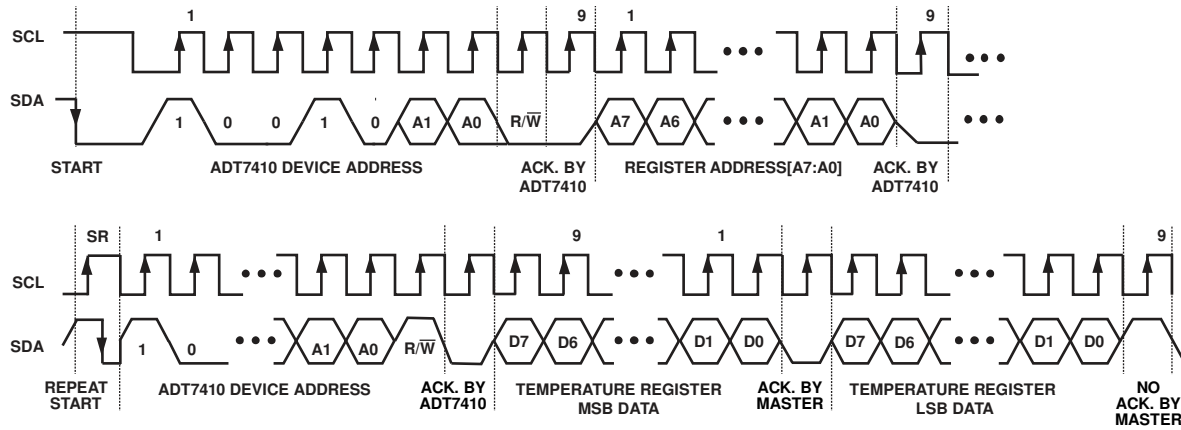 1 9 1 9
SCL
SDA
1 0 0 1 0 A1 A0 R/W̅ A7 A6 A1 A0
START ADT7410 DEVICE ADDRESS ACK. BY REGISTER ADDRESS[A7:A0] ACK. BY
ADT7410 ADT7410
SR 1 9 1 9
SCL
SDA
1 0 A1 A0 R/W̅ D7 D6 D1 D0 D7 D6 D1 D0
REPEAT ADT7410 DEVICE ADDRESS ACK. BY TEMPERATURE REGISTER ACK. BY TEMPERATURE REGISTER NO
START ADT7410 MSB DATA MASTER LSB DATA ACK. BY
MASTER